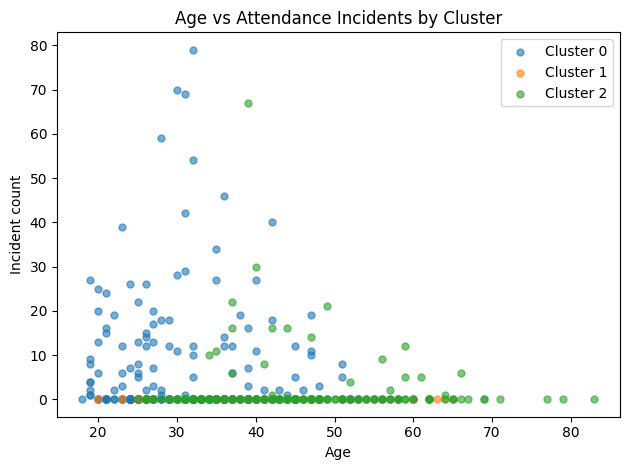 Age vs Attendance Incidents by Cluster
Cluster 0
Cluster 1
Cluster 2
Incident count
80
70
60
50
40
30
20
10
0
20 30 40 50 60 70 80
Age